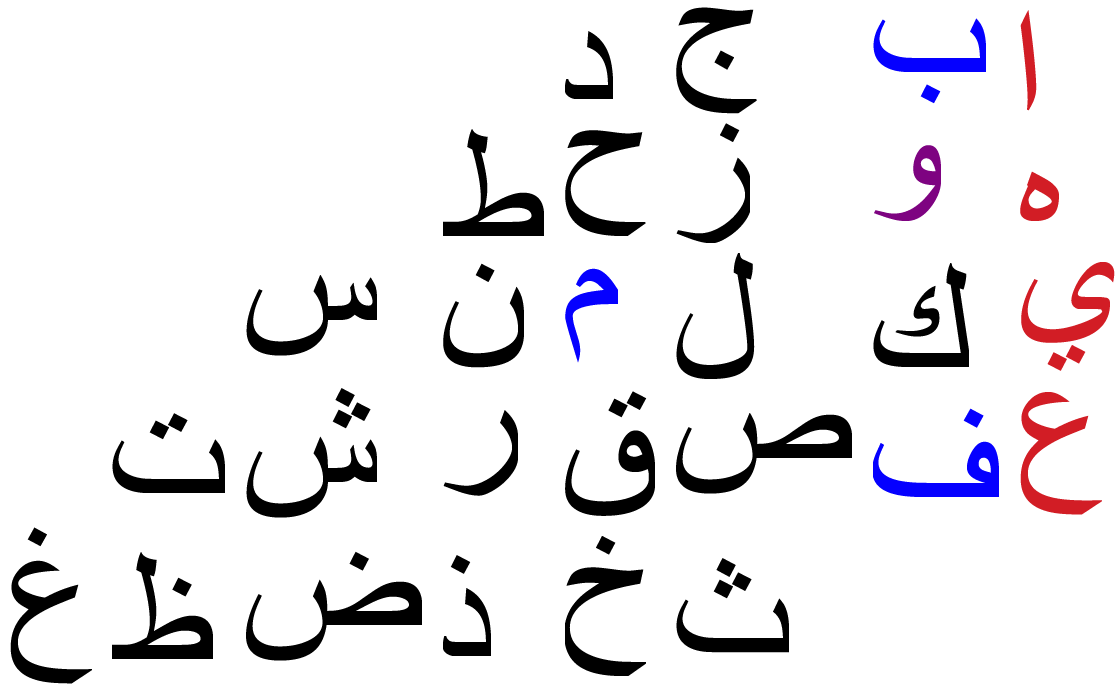 ا ب ج د
ه و ز ح ط
ي ك ل م ن س
ع ف ص ق ر ش ت
ث خ ذ ض ظ غ